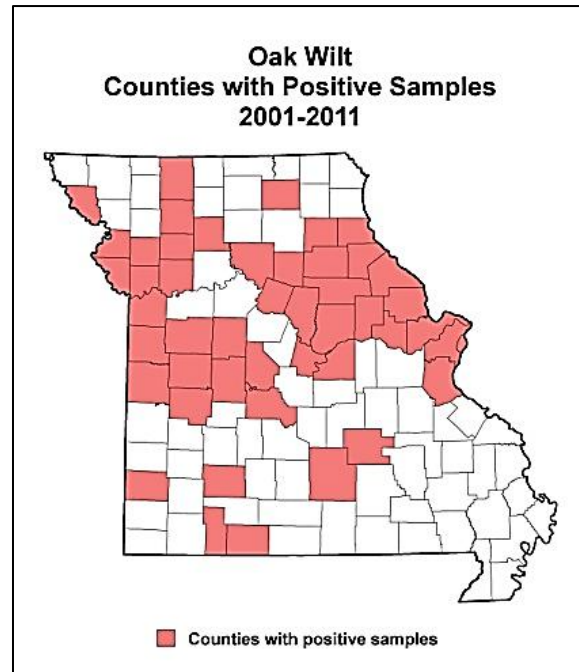 Oak Wilt
Counties with Positive Samples
2001-2011
Counties with positive samples